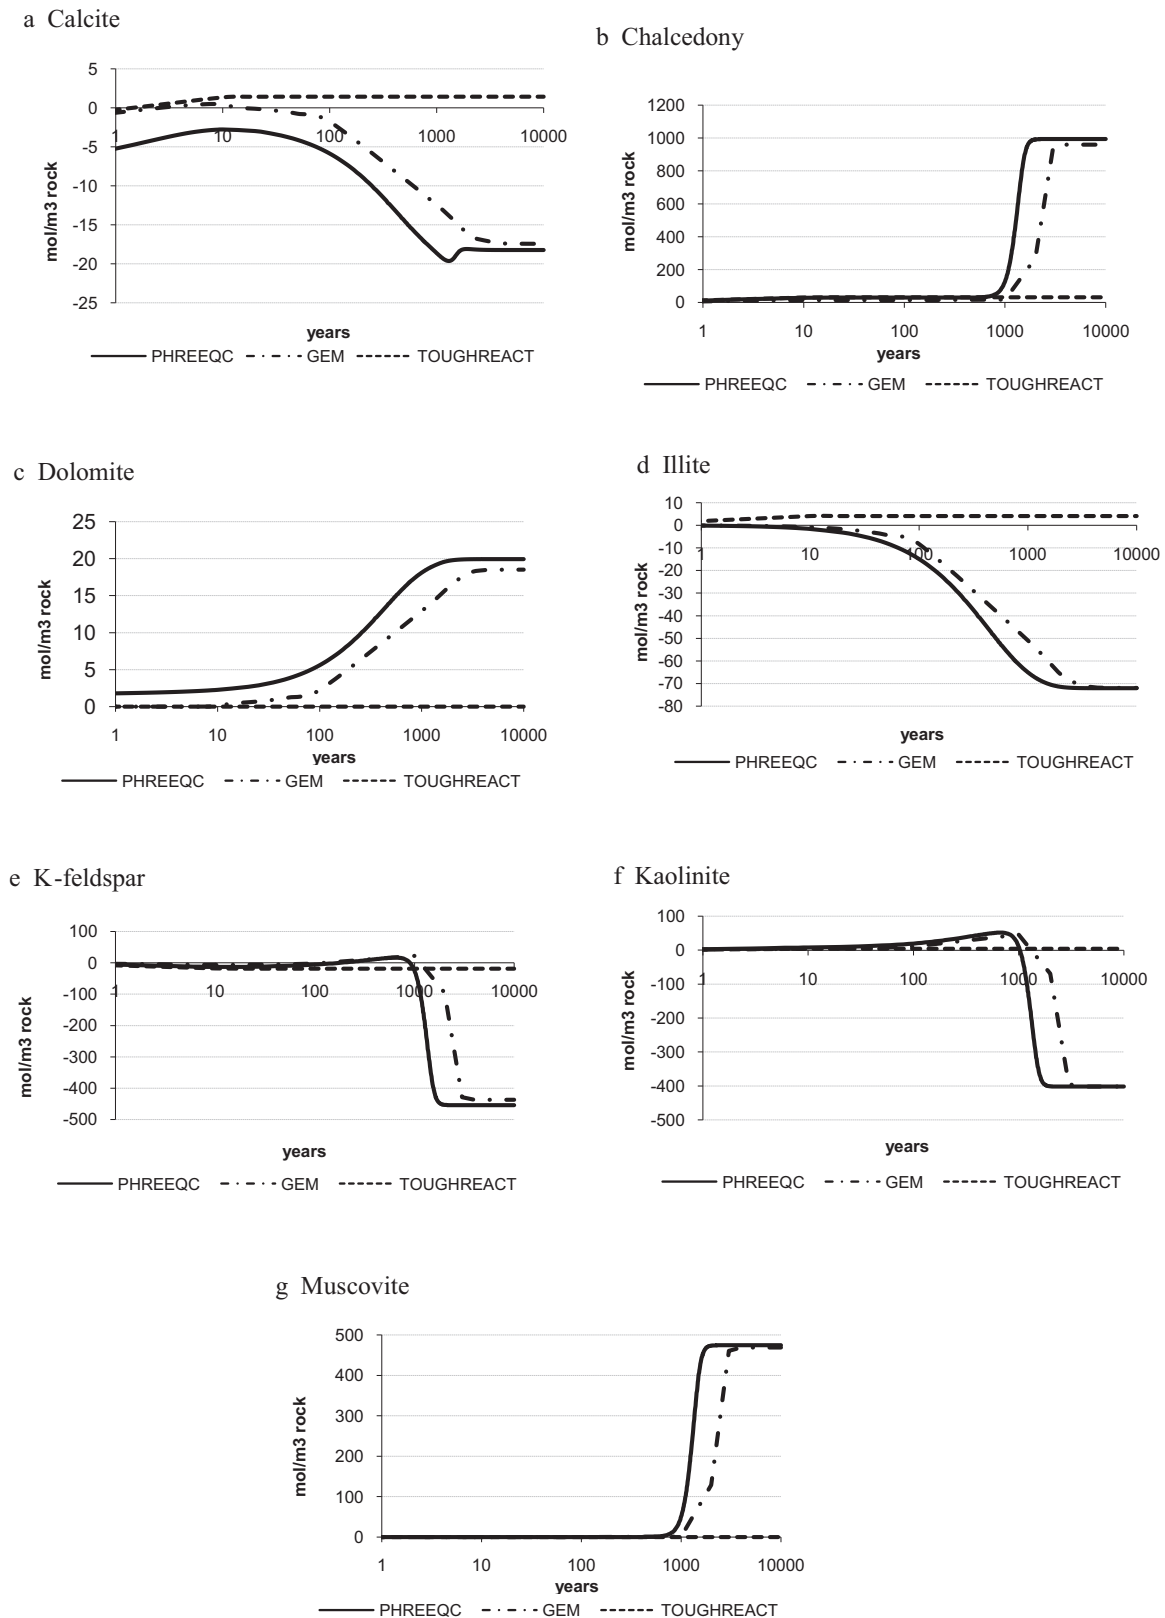 a Calcite
5
0
-5
-10
-15
-20
-25
1 10 100 1000 10000
mol/m3 rock
years
PHREEQC GEM TOUGHREACT
b Chalcedony
1200
1000
800
600
400
200
0
1 10 100 1000 10000
mol/m3 rock
years
PHREEQC GEM TOUGHREACT
c Dolomite
25
20
15
10
5
0
1 10 100 1000 10000
mol/m3 rock
years
PHREEQC GEM TOUGHREACT
d Illite
10
0
-10
-20
-30
-40
-50
-60
-70
-80
1 10 100 1000 10000
mol/m3 rock
years
PHREEQC GEM TOUGHREACT
e K-feldspar
100
0
-100
-200
-300
-400
-500
1 10 100 1000 10000
mol/m3 rock
years
PHREEQC GEM TOUGHREACT
f Kaolinite
100
0
-100
-200
-300
-400
-500
1 10 100 1000 10000
mol/m3 rock
years
PHREEQC GEM TOUGHREACT
g Muscovite
500
400
300
200
100
0
1 10 100 1000 10000
mol/m3 rock
years
PHREEQC GEM TOUGHREACT